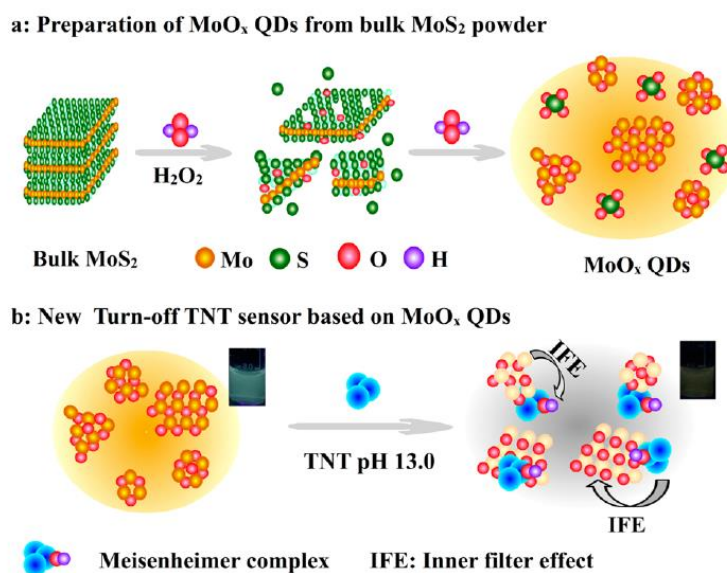 a: Preparation of MoOₓ QDs from bulk MoS₂ powder
H₂O₂
Bulk MoS₂
Mo S O H
MoOₓ QDs
b: New Turn-off TNT sensor based on MoOₓ QDs
IFE
TNT pH 13.0
IFE
Meisenheimer complex IFE: Inner filter effect